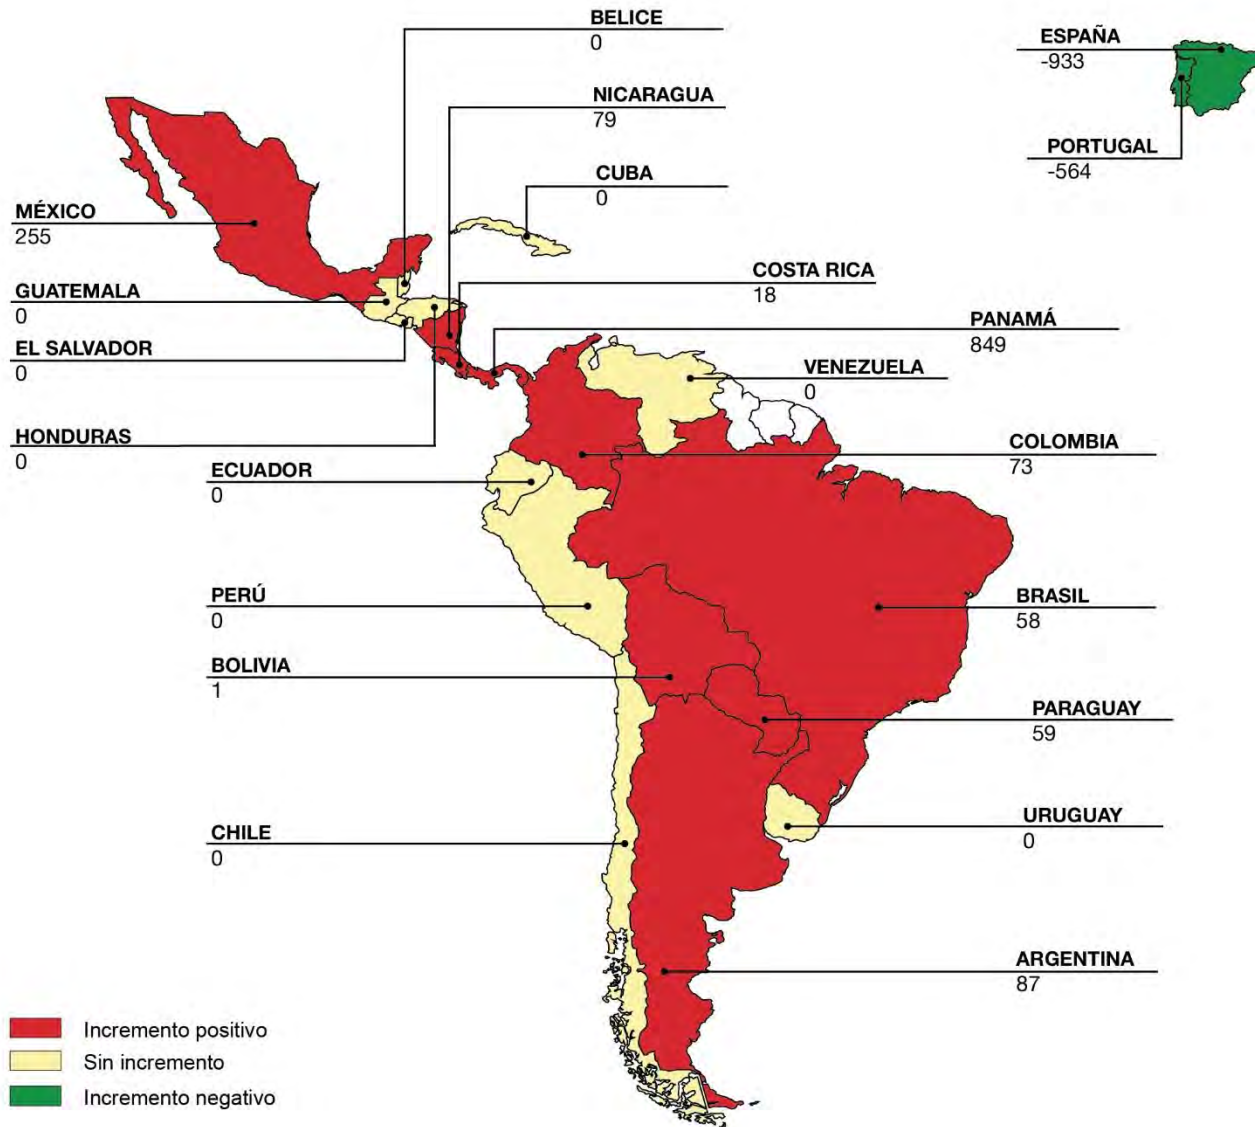 BELICE
0
ESPAÑA
-933
NICARAGUA
79
PORTUGAL
-564
CUBA
0
MÉXICO
255
COSTA RICA
18
GUATEMALA
0
PANAMÁ
849
EL SALVADOR
0
VENEZUELA
0
HONDURAS
0
COLOMBIA
73
ECUADOR
0
PERÚ
0
BRASIL
58
BOLIVIA
1
PARAGUAY
59
CHILE
0
URUGUAY
0
ARGENTINA
87
Incremento positivo
Sin incremento
Incremento negativo